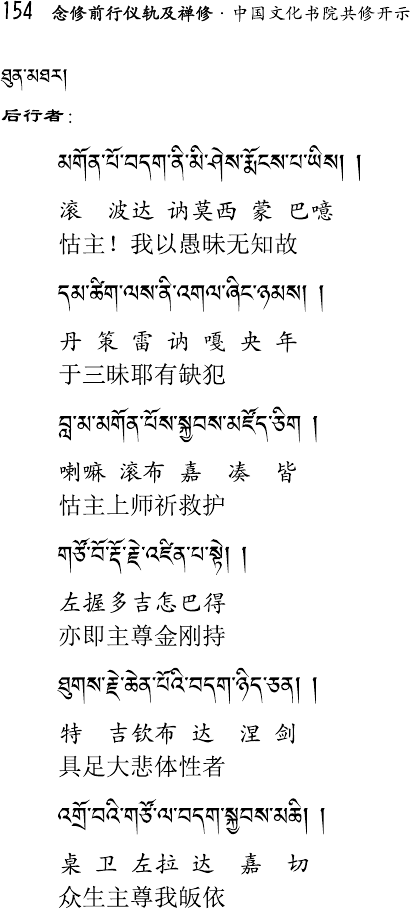 154 念修前行仪轨及禅修·中国文化书院共修开示
ཐུན་མཐར།
后行者：
མགོན་པོ་བདག་ནི་མི་ཤེས་རྨོངས་པ་ཡིས། །
滚 波达 讷莫西 蒙 巴噫
怙主！我以愚昧无知故
དམ་ཚིག་ལས་ནི་འགལ་ཞིང་ཉམས། །
丹 策 雷 讷 嘎 央 年
于三昧耶有缺犯
བླ་མ་མགོན་པོས་སྐྱབས་མཛོད་ཅིག །
喇嘛 滚布 嘉 凑 皆
怙主上师祈救护
གཙོ་བོ་རྡོ་རྗེ་འཛིན་པ་སྟེ། །
左握多吉怎巴得
亦即主尊金刚持
ཐུགས་རྗེ་ཆེན་པོའི་བདག་ཉིད་ཅན། །
特 吉钦布 达 涅 剑
具足大悲体性者
འགྲོ་བའི་གཙོ་ལ་བདག་སྐྱབས་མཆི། །
桌 卫 左拉 达 嘉 切
众生主尊我皈依